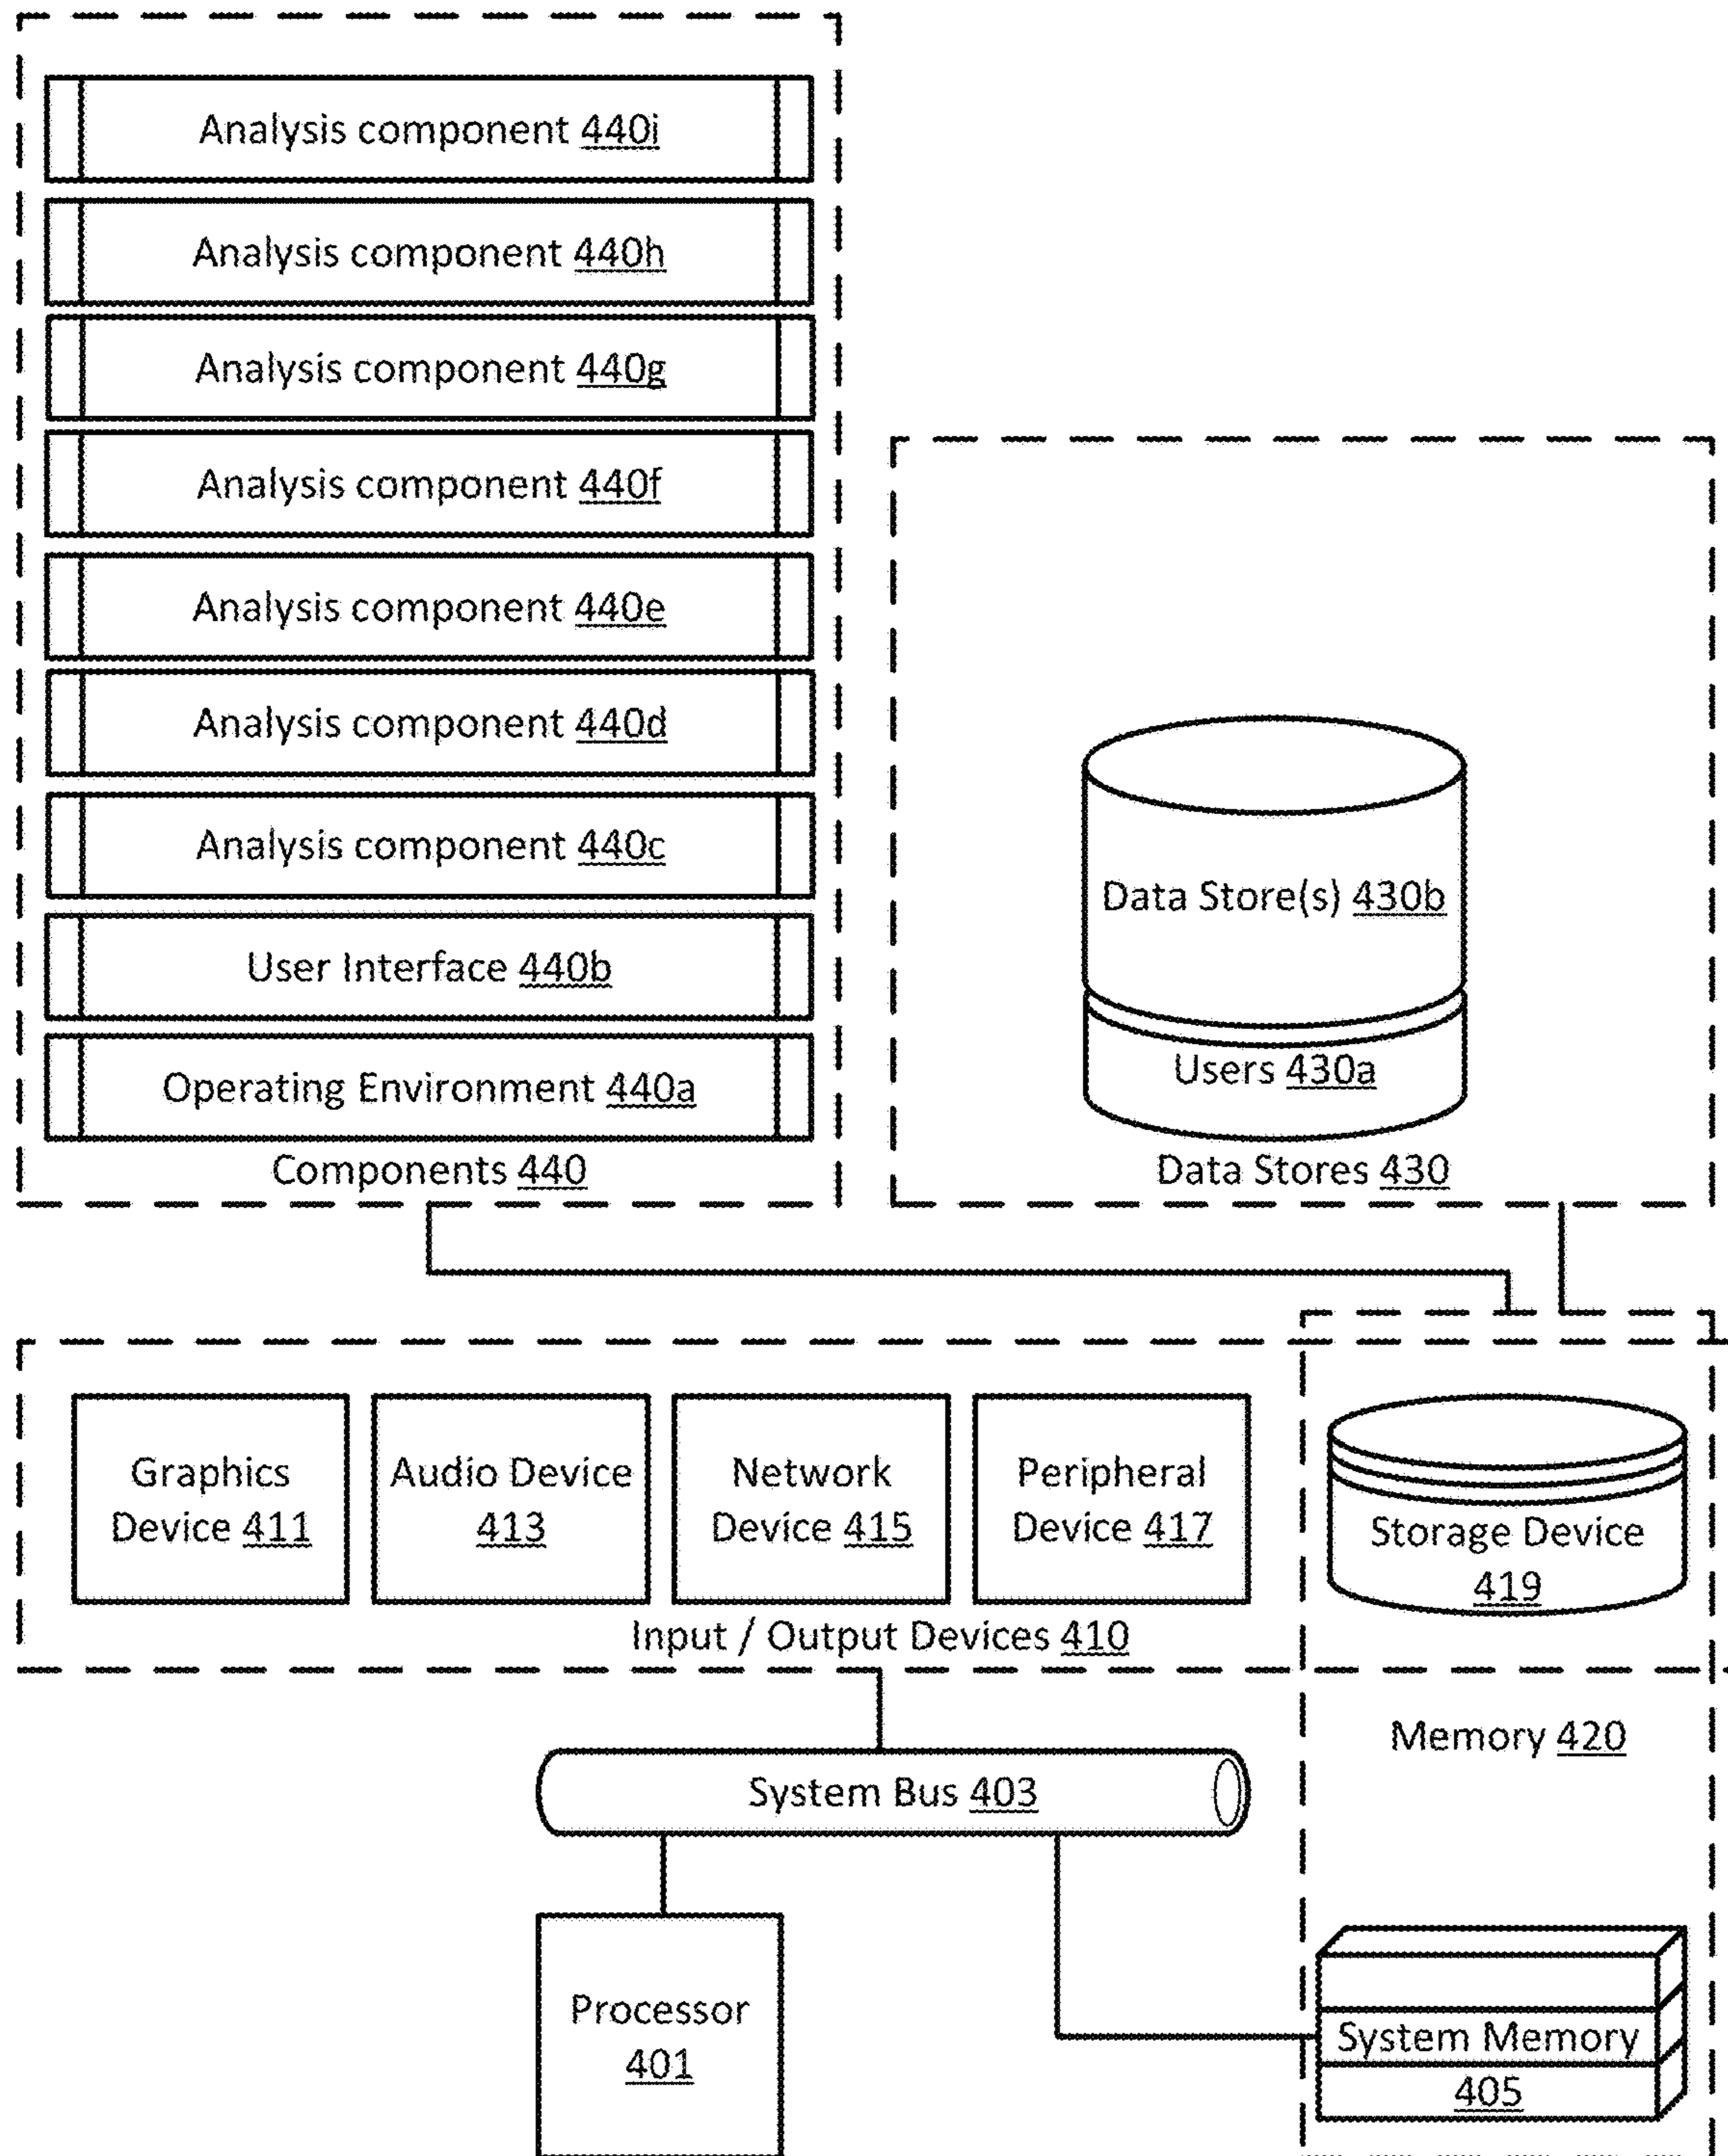 Analysis component 440i
Analysis component 440h
Analysis component 440g
Analysis component 440f
Analysis component 440e
Analysis component 440d
Analysis component 440c
User Interface 440b
Operating Environment 440a
Components 440
Data Store(s) 430b
Users 430a
Data Stores 430
Graphics
Device 411
Audio Device
413
Network
Device 415
Peripheral
Device 417
Storage Device
419
Input / Output Devices 410
Memory 420
System Bus 403
Processor
401
System Memory
405